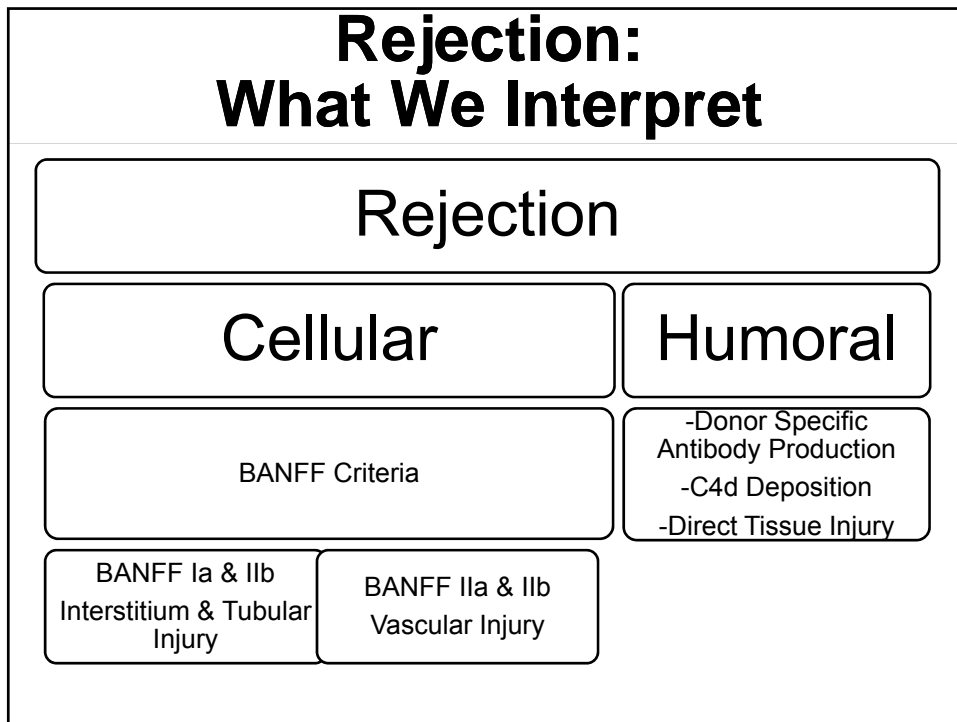 Rejection:
What We Interpret
Rejection
Cellular
Humoral
BANFF Criteria
-Donor Specific
Antibody Production
-C4d Deposition
-Direct Tissue Injury
BANFF Ia & IIb
Interstitium & Tubular
Injury
BANFF IIa & IIb
Vascular Injury